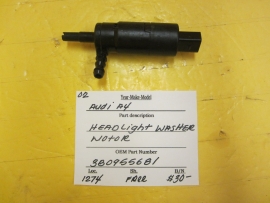 02
Year-Make-Model
Audi A4
Part description
HEADLight WASHER
MOTOR
OEM Part Number
3B0955681
Loc. Sh. B/N
1274 FREE $30-